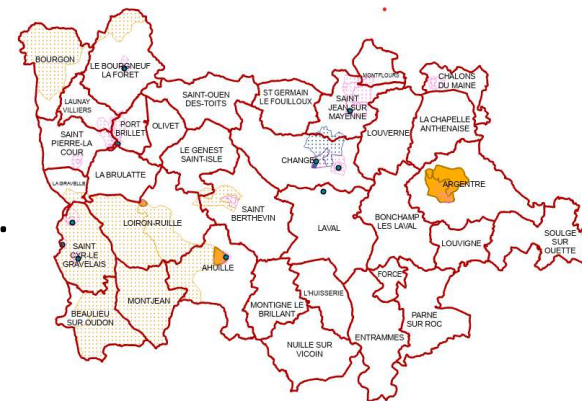 BOURGON
LE BOURGNEUF
LA FORET
MONTFLOURS
CHALONS
DU MAINE
LAUNAY
VILLIERS
SAINT-OUEN
DES-TOITS
ST GERMAIN
LE FOUILLOUX
SAINT
JEAN SUR
MAYENNE
LA CHAPELLE
ANTHENAISE
PORT
BRILLET
OLIVET
LOUVERNE
SAINT
PIERRE-LA
COUR
LE GENEST
SAINT-ISLE
CHANGE
LA BRULATTE
LA GRAVELLE
ARGENTRE
SAINT
BERTHEVIN
LOIRON-RUILLE
LAVAL
BONCHAMP
LES LAVAL
LOUVIGNE
SOULGE
SUR
OUETTE
SAINT
CYR-LE
GRAVELAIS
AHUILLE
FORCE
L'HUISSERIE
MONTJEAN
MONTIGNE LE
BRILLANT
BEAULIEU
SUR OUDON
PARNE
SUR ROC
ENTRAMMES
NUILLE SUR
VICOIN